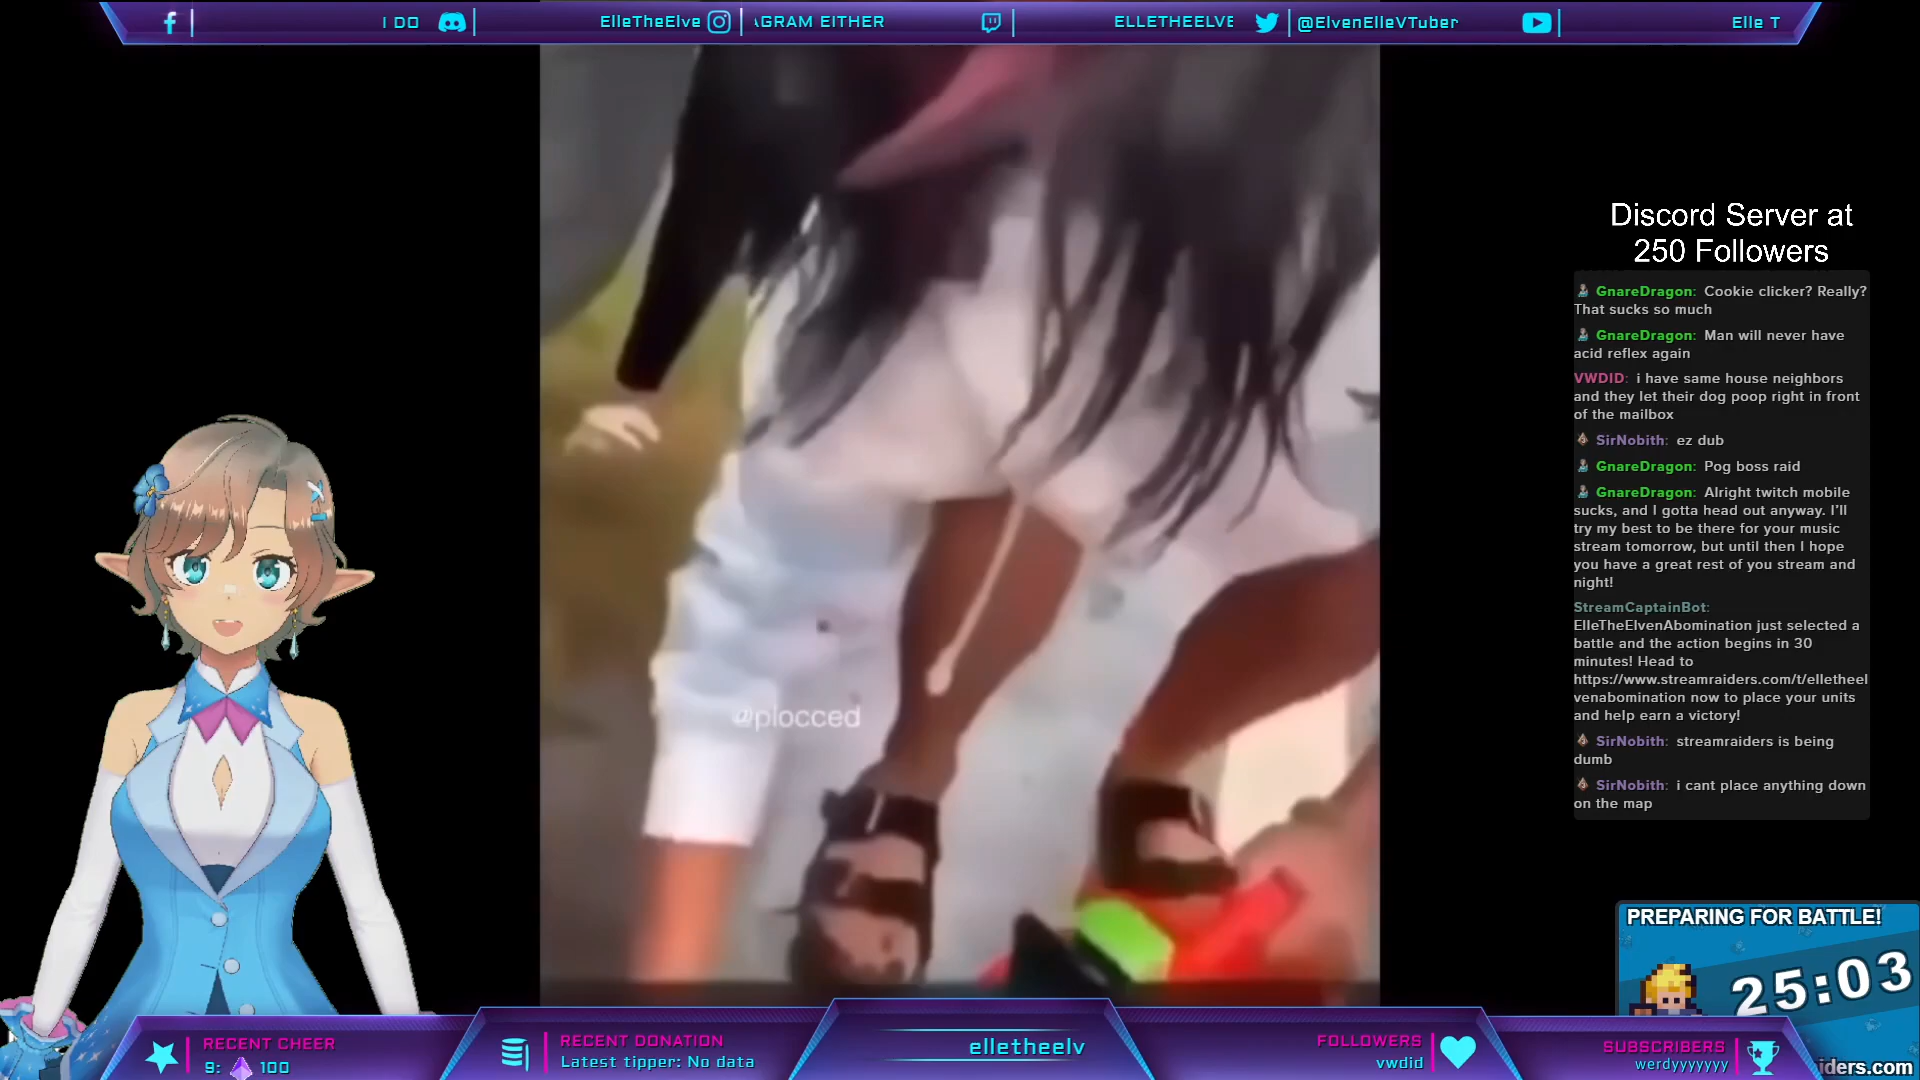 I DO
ElleTheElve
AGRAM EITHER
ELLETHEELVE
@ElvenElleVTuber
Elle T
Discord Server at
250 Followers
GnareDragon: Cookie clicker? Really?
That sucks so much
GnareDragon: Man will never have
acid reflex again
VWDID: i have same house neighbors
and they let their dog poop right in front
of the mailbox
SirNobith: ez dub
GnareDragon: Pog boss raid
GnareDragon: Alright twitch mobile
sucks, and I gotta head out anyway. I'll
try my best to be there for your music
stream tomorrow, but until then I hope
you have a great rest of you stream and
night!
StreamCaptainBot:
ElleTheElvenAbomination just selected a
battle and the action begins in 30
minutes! Head to
https://www.streamraiders.com/t/elletheel
venabomination now to place your units
and help earn a victory!
SirNobith: streamraiders is being
dumb
SirNobith: i cant place anything down
on the map
@plocced
PREPARING FOR BATTLE!
25:03
RECENT CHEER
9: 100
RECENT DONATION
Latest tipper: No data
elletheelv
FOLLOWERS
vwdid
SUBSCRIBERS
werdyyyyyyy
iders.com